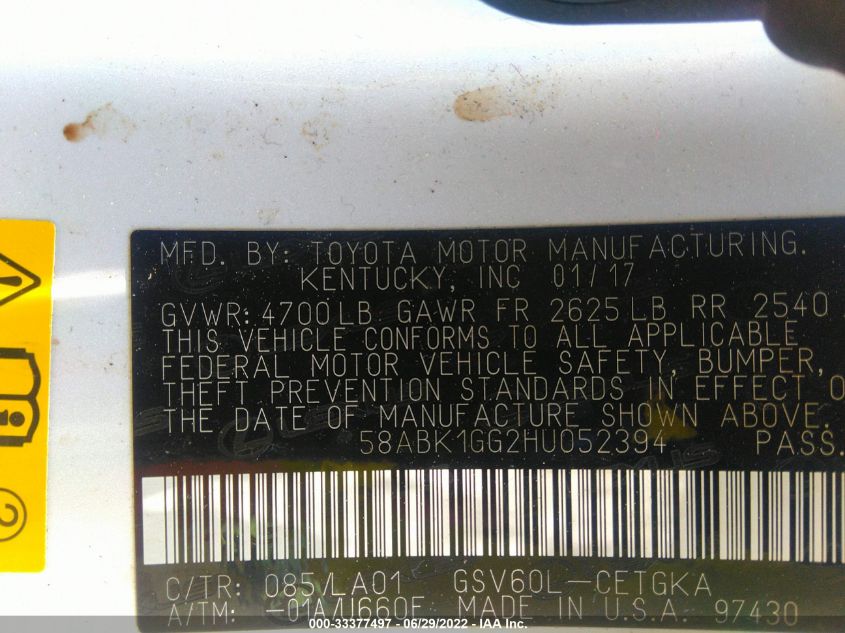 MFD. BY: TOYOTA MOTOR MANUFACTURING.
KENTUCKY, INC 01/17
GVWR: 4700LB GAWR FR 2625LB RR 2540
THIS VEHICLE CONFORMS TO ALL APPLICABLE
FEDERAL MOTOR VEHICLE SAFETY, BUMPER,
THEFT PREVENTION STANDARDS IN EFFECT O
THE DATE OF MANUFACTURE SHOWN ABOVE.
58ABK1GG2HU052394 PASS.
C/TR: 085/LA01 GSV60L-CETGKA
A/TM: -01A/U660E MADE IN U.S.A. 97430
2
000-33377497 - 06/29/2022 - IAA Inc.